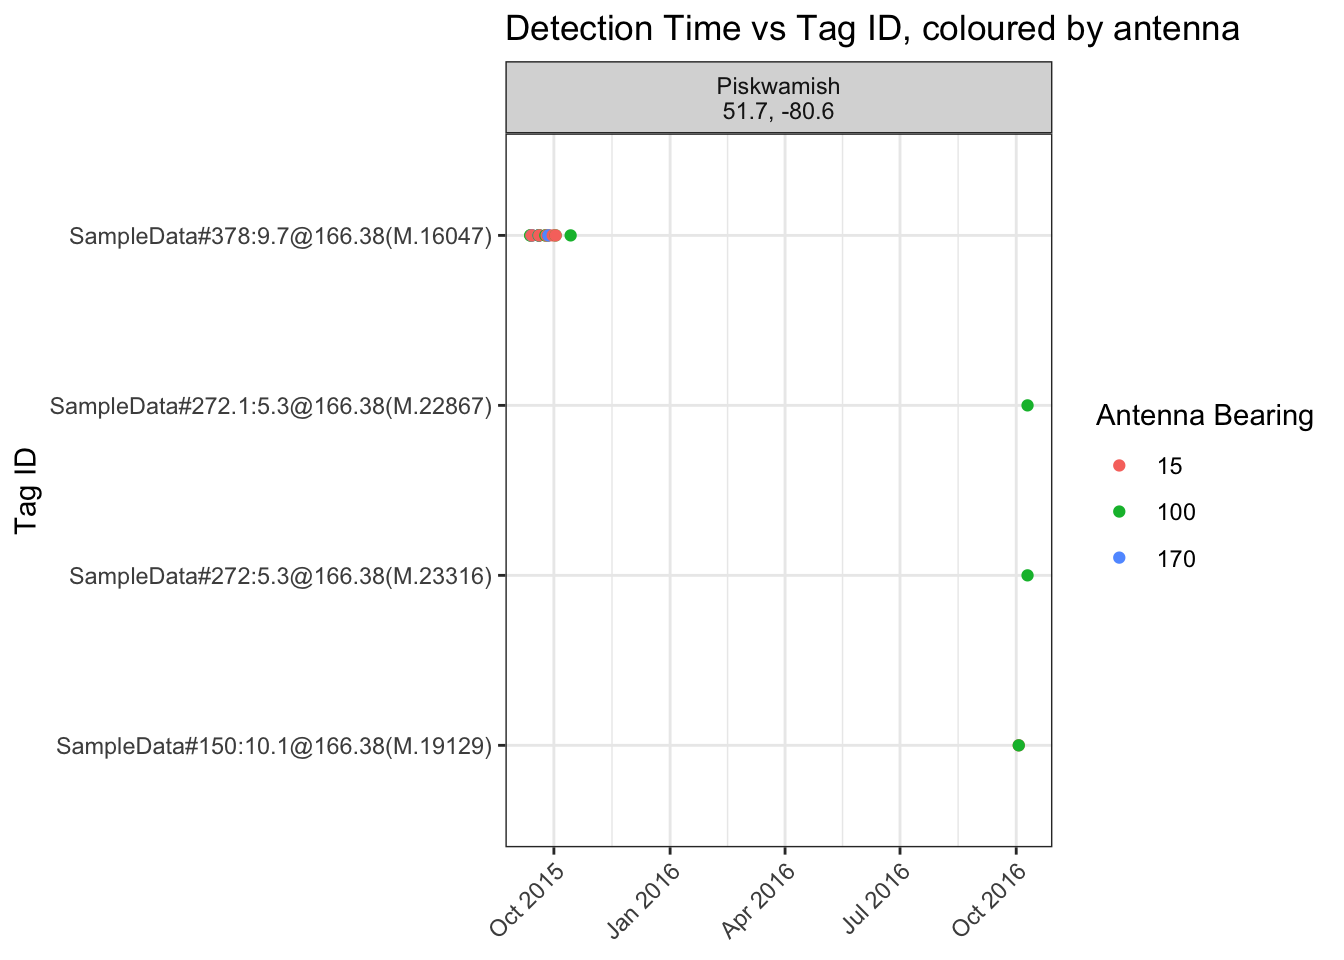 Detection Time vs Tag ID, coloured by antenna
Piskwamish
51.7, -80.6
SampleData#378:9.7@166.38(M.16047)
SampleData#272.1:5.3@166.38(M.22867)
SampleData#272:5.3@166.38(M.23316)
SampleData#150:10.1@166.38(M.19129)
Tag ID
Oct 2015
Jan 2016
Apr 2016
Jul 2016
Oct 2016
Antenna Bearing
15
100
170